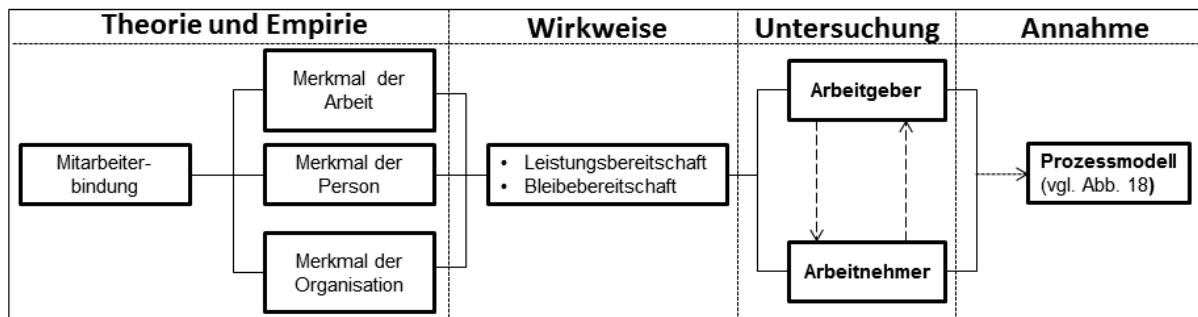 Theorie und Empirie
Wirkweise
Untersuchung
Annahme
Mitarbeiter-
bindung
Merkmal der
Arbeit
Merkmal der
Person
Merkmal der
Organisation
• Leistungsbereitschaft
• Bleibebereitschaft
Arbeitgeber
Arbeitnehmer
Prozessmodell
(vgl. Abb. 18)